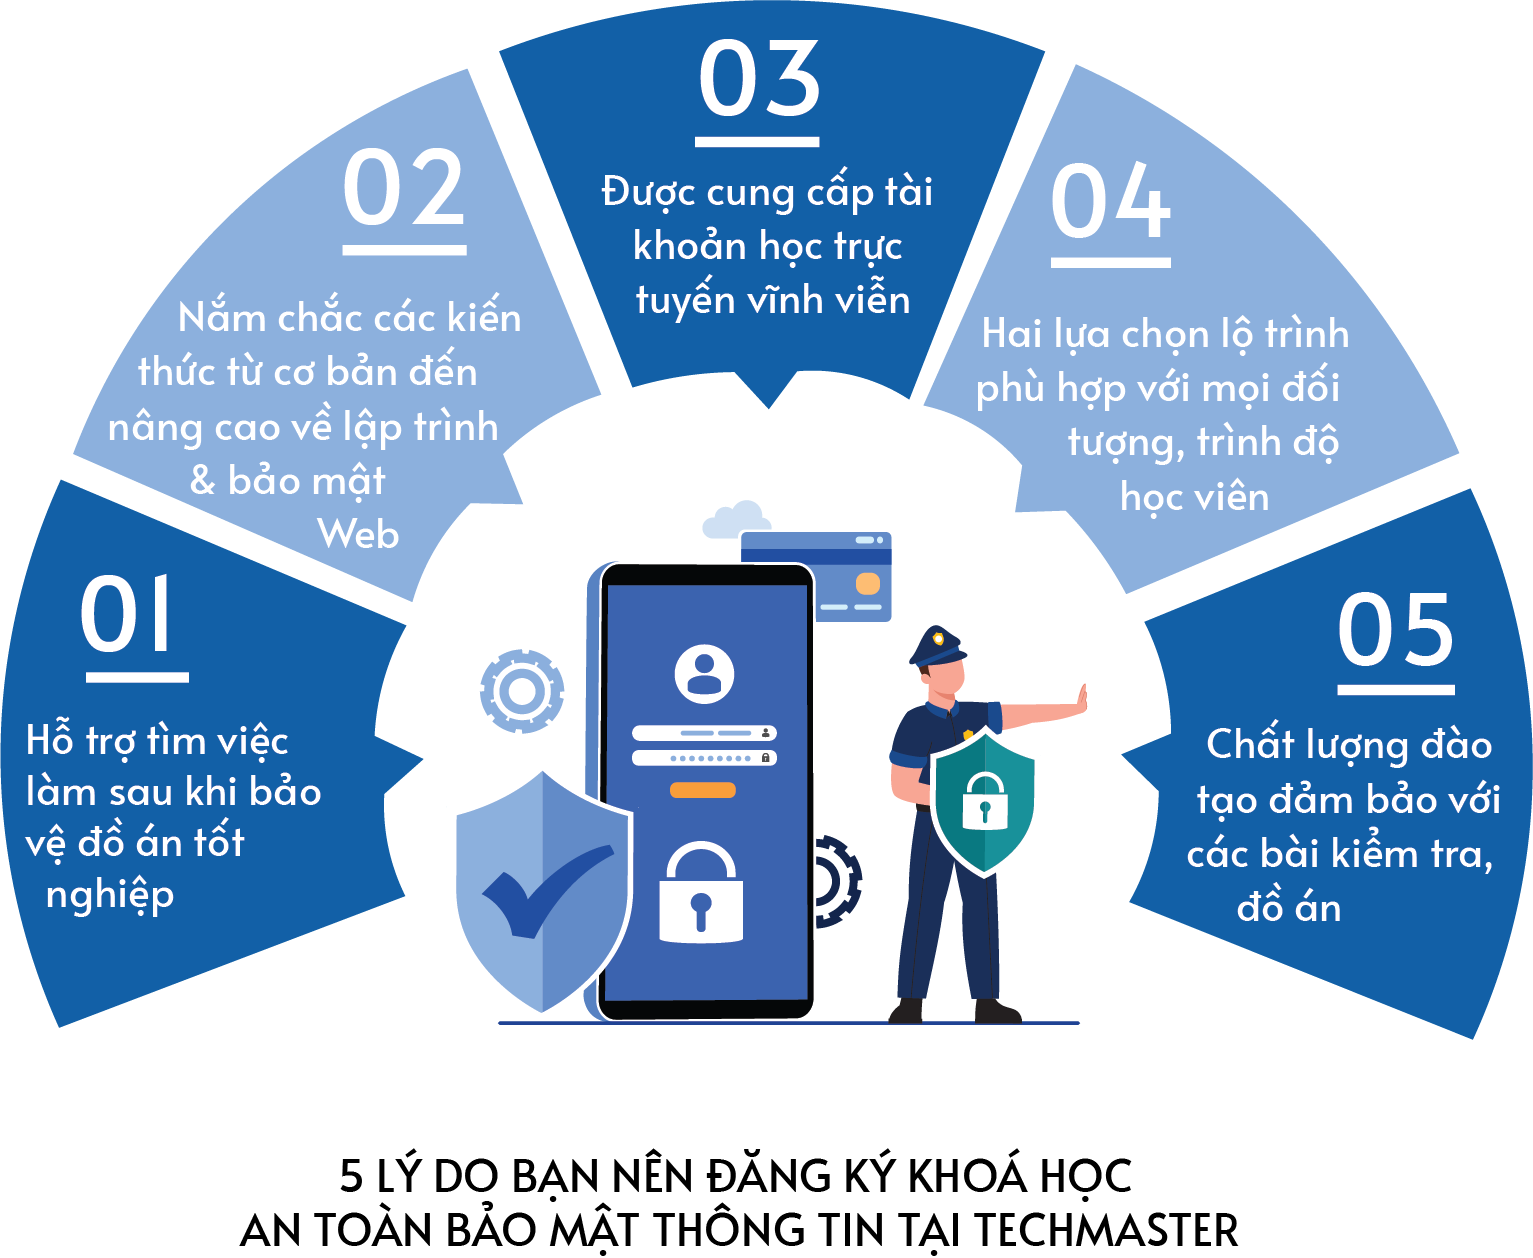 01
Hỗ trợ tìm việc
làm sau khi bảo
vệ đồ án tốt
nghiệp
02
Nắm chắc các kiến
thức từ cơ bản đến
nâng cao về lập trình
& bảo mật
Web
03
Được cung cấp tài
khoản học trực
tuyến vĩnh viễn
04
Hai lựa chọn lộ trình
phù hợp với mọi đối
tượng, trình độ
học viên
05
Chất lượng đào
tạo đảm bảo với
các bài kiểm tra,
đồ án
5 LÝ DO BẠN NÊN ĐĂNG KÝ KHOÁ HỌC
AN TOÀN BẢO MẬT THÔNG TIN TẠI TECHMASTER